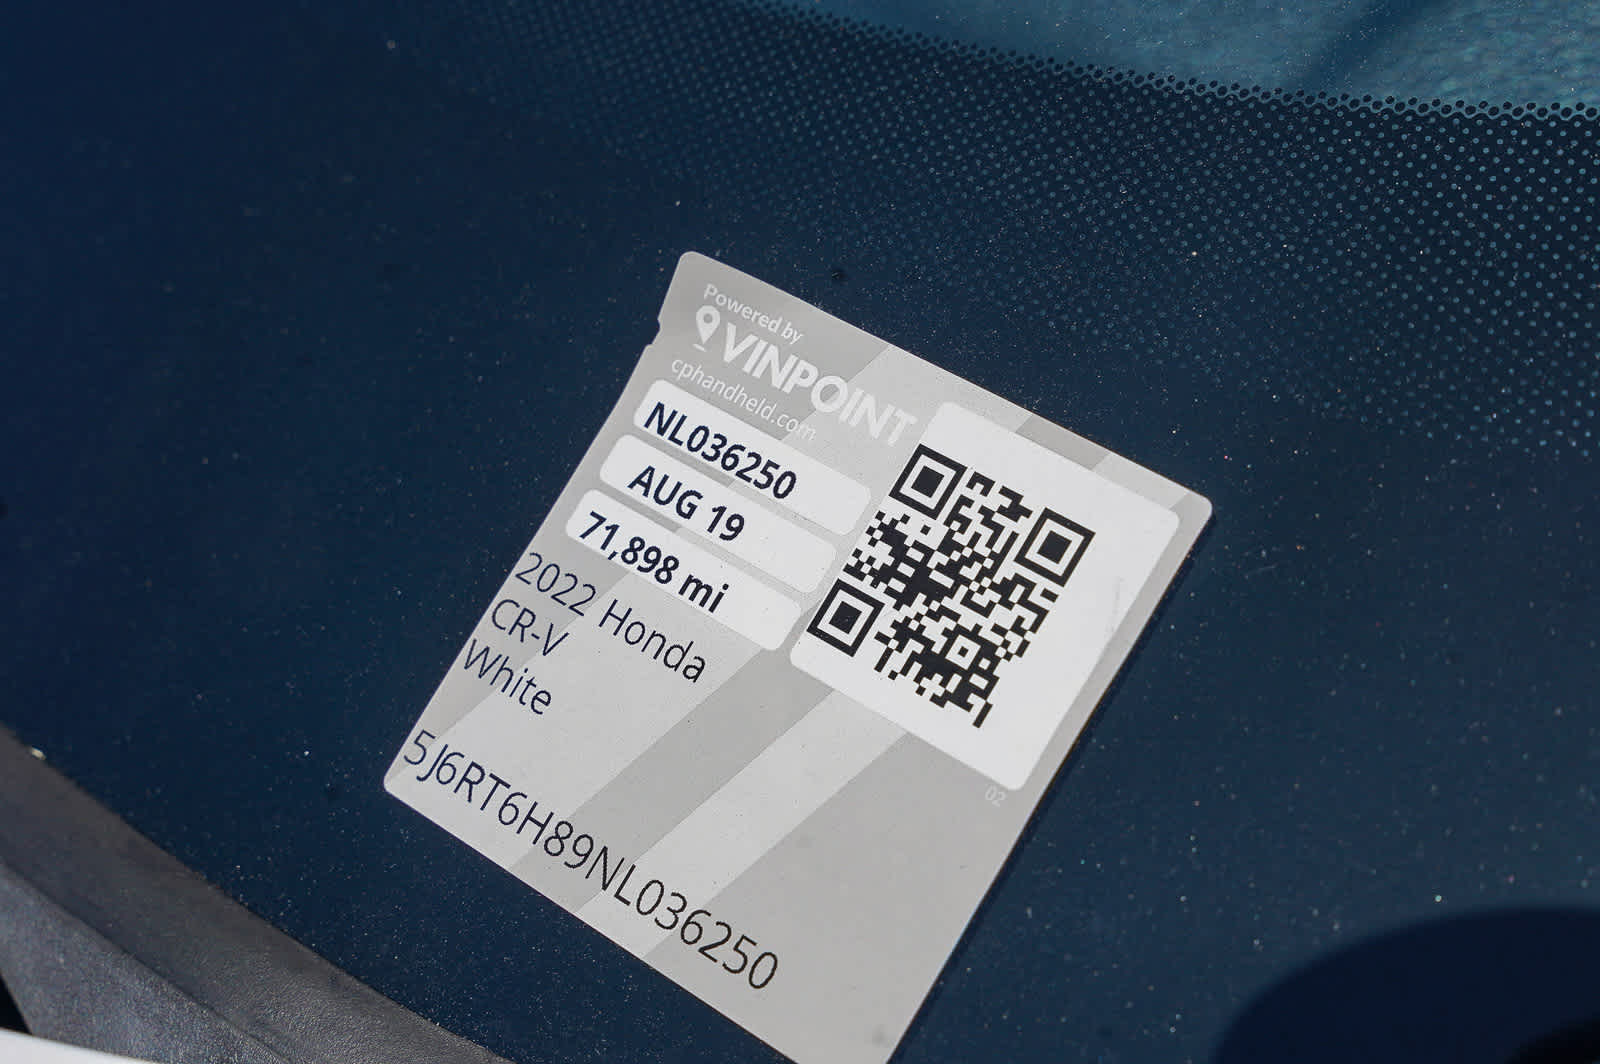 Powered by
VINPOINT
cphandheld.com
NL036250
AUG 19
71,898 mi
2022 Honda
CR-V
White
5J6RT6H89NL036250
02